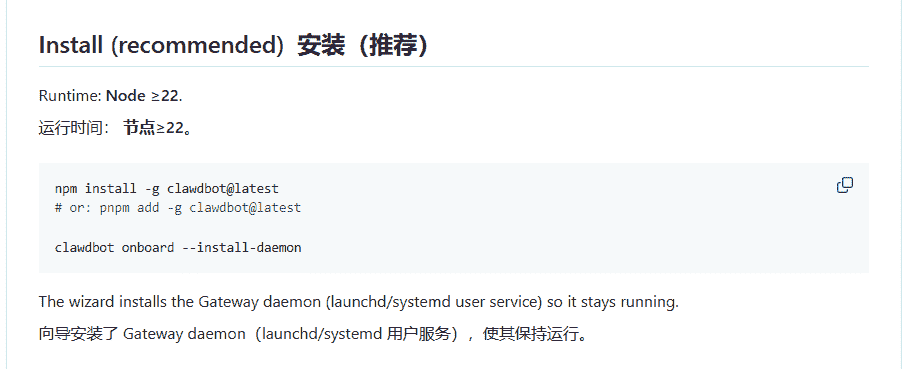 Install (recommended) 安装（推荐）
Runtime: Node ≥22.
运行时间： 节点≥22。
npm install -g clawdbot@latest
# or: pnpm add -g clawdbot@latest
clawdbot onboard --install-daemon
The wizard installs the Gateway daemon (launchd/systemd user service) so it stays running.
向导安装了 Gateway daemon（launchd/systemd 用户服务），使其保持运行。